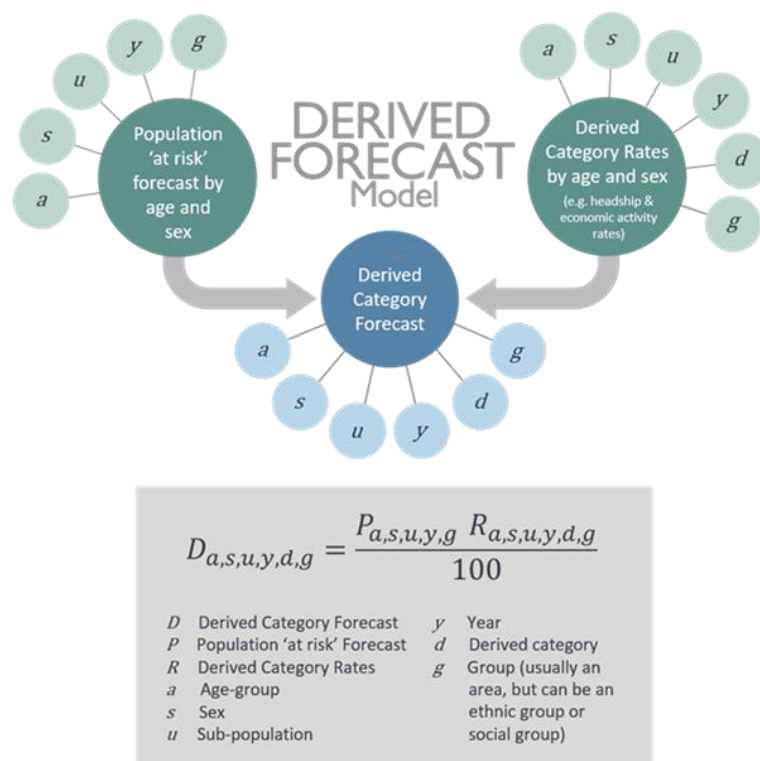 g
y
u
s
a
Population
'at risk'
forecast by
age and
sex
DERIVED
FORECAST
Model
a
s
u
y
d
g
Derived
Category Rates
by age and sex
(e.g. headship &
economic activity
rates)
Derived
Category
Forecast
a
s
u
y
d
g
D_{a,s,u,y,d,g} = \frac{P_{a,s,u,y,g} R_{a,s,u,y,d,g}}{100}
D Derived Category Forecast
P Population 'at risk' Forecast
R Derived Category Rates
a Age-group
s Sex
u Sub-population
y Year
d Derived category
g Group (usually an
area, but can be an
ethnic group or
social group)